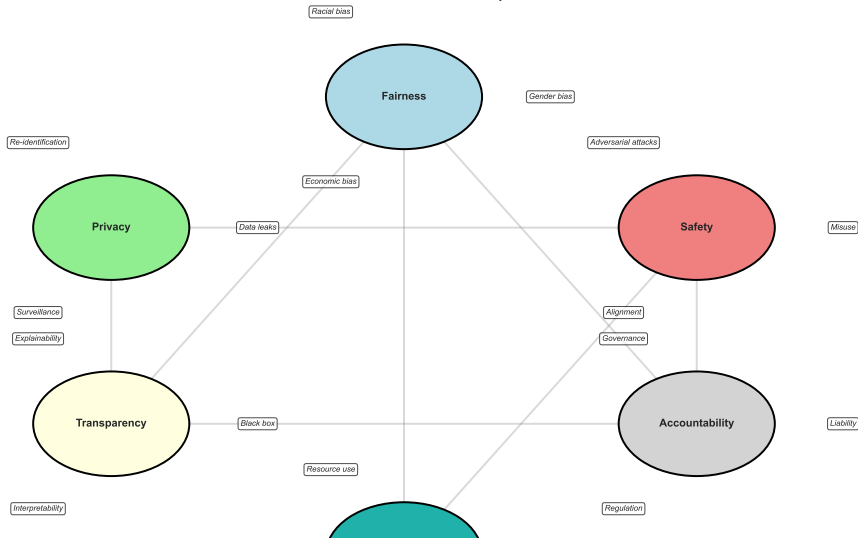 Racial bias
Fairness
Gender bias
Re-identification
Adversarial attacks
Economic bias
Privacy
Data leaks
Safety
Misuse
Surveillance
Alignment
Explainability
Governance
Transparency
Black box
Accountability
Liability
Resource use
Interpretability
Regulation